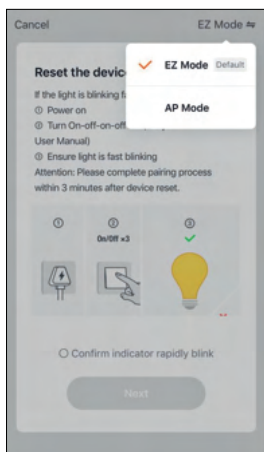 Cancel EZ Mode
EZ Mode Default
AP Mode
Reset the devic
If the light is blinking f
① Power on
② Turn On-off-on-off
User Manual)
③ Ensure light is fast blinking
Attention: Please complete pairing process
within 3 minutes after device reset.
① ② ③
On/Off ×3
Confirm indicator rapidly blink
Next